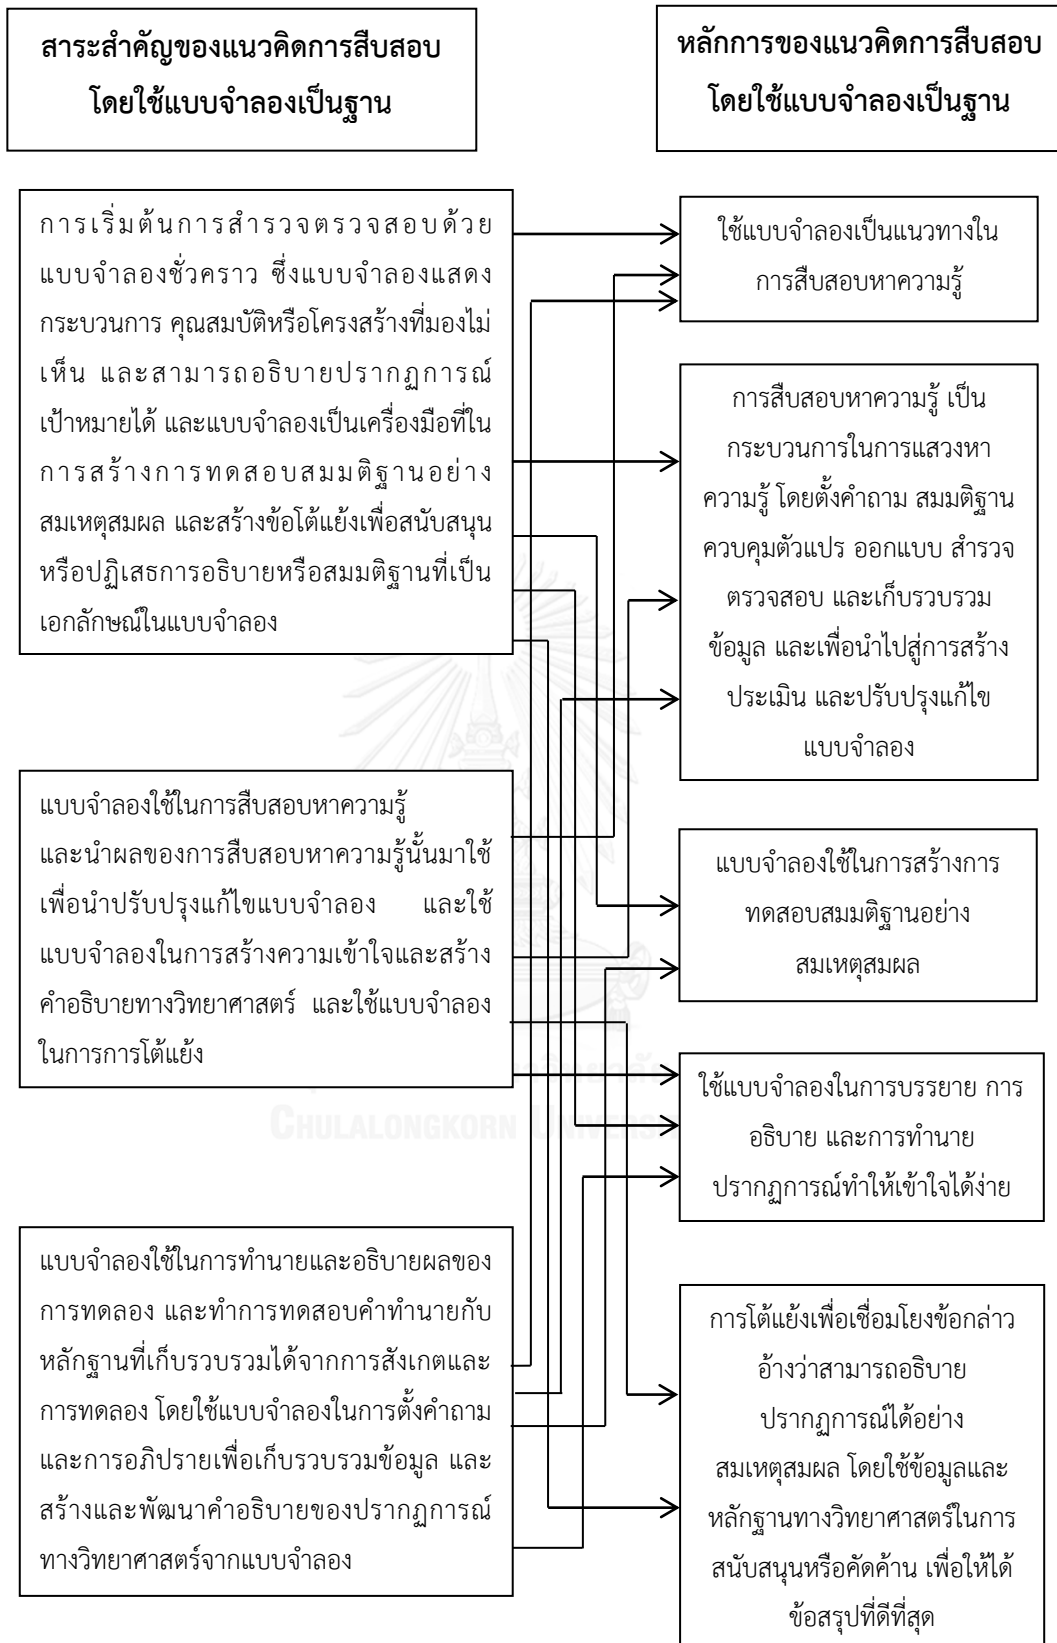 สาระสำคัญของแนวคิดการสืบสอบ
โดยใช้แบบจำลองเป็นฐาน
หลักการของแนวคิดการสืบสอบ
โดยใช้แบบจำลองเป็นฐาน
การเริ่มต้นการสำรวจตรวจสอบด้วย
แบบจำลองชั่วคราว ซึ่งแบบจำลองแสดง
กระบวนการ คุณสมบัติหรือโครงสร้างที่มองไม่
เห็น และสามารถอธิบายปรากฏการณ์
เป้าหมายได้ และแบบจำลองเป็นเครื่องมือที่ใน
การสร้างการทดสอบสมมติฐานอย่าง
สมเหตุสมผล และสร้างข้อโต้แย้งเพื่อสนับสนุน
หรือปฏิเสธการอธิบายหรือสมมติฐานที่เป็น
เอกลักษณ์ในแบบจำลอง
แบบจำลองใช้ในการสืบสอบหาความรู้
และนำผลของการสืบสอบหาความรู้นั้นมาใช้
เพื่อนำปรับปรุงแก้ไขแบบจำลอง และใช้
แบบจำลองในการสร้างความเข้าใจและสร้าง
คำอธิบายทางวิทยาศาสตร์ และใช้แบบจำลอง
ในการการโต้แย้ง
แบบจำลองใช้ในการทำนายและอธิบายผลของ
การทดลอง และทำการทดสอบคำทำนายกับ
หลักฐานที่เก็บรวบรวมได้จากการสังเกตและ
การทดลอง โดยใช้แบบจำลองในการตั้งคำถาม
และการอภิปรายเพื่อเก็บรวบรวมข้อมูล และ
สร้างและพัฒนาคำอธิบายของปรากฏการณ์
ทางวิทยาศาสตร์จากแบบจำลอง
ใช้แบบจำลองเป็นแนวทางใน
การสืบสอบหาความรู้
การสืบสอบหาความรู้ เป็น
กระบวนการในการแสวงหา
ความรู้ โดยตั้งคำถาม สมมติฐาน
ควบคุมตัวแปร ออกแบบ สำรวจ
ตรวจสอบ และเก็บรวบรวม
ข้อมูล และเพื่อนำไปสู่การสร้าง
ประเมิน และปรับปรุงแก้ไข
แบบจำลอง
แบบจำลองใช้ในการสร้างการ
ทดสอบสมมติฐานอย่าง
สมเหตุสมผล
ใช้แบบจำลองในการบรรยาย การ
อธิบาย และการทำนาย
ปรากฏการณ์ทำให้เข้าใจได้ง่าย
การโต้แย้งเพื่อเชื่อมโยงข้อกล่าว
อ้างว่าสามารถอธิบาย
ปรากฏการณ์ได้อย่าง
สมเหตุสมผล โดยใช้ข้อมูลและ
หลักฐานทางวิทยาศาสตร์ในการ
สนับสนุนหรือคัดค้าน เพื่อให้ได้
ข้อสรุปที่ดีที่สุด
CHULALONGKORN